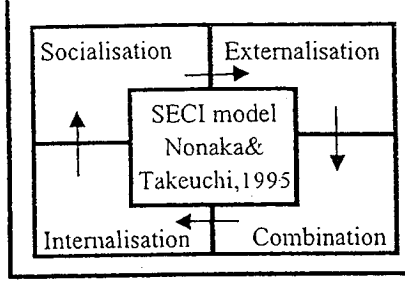 Socialisation
Externalisation
SECI model
Nonaka&
Takeuchi,1995
Internalisation
Combination